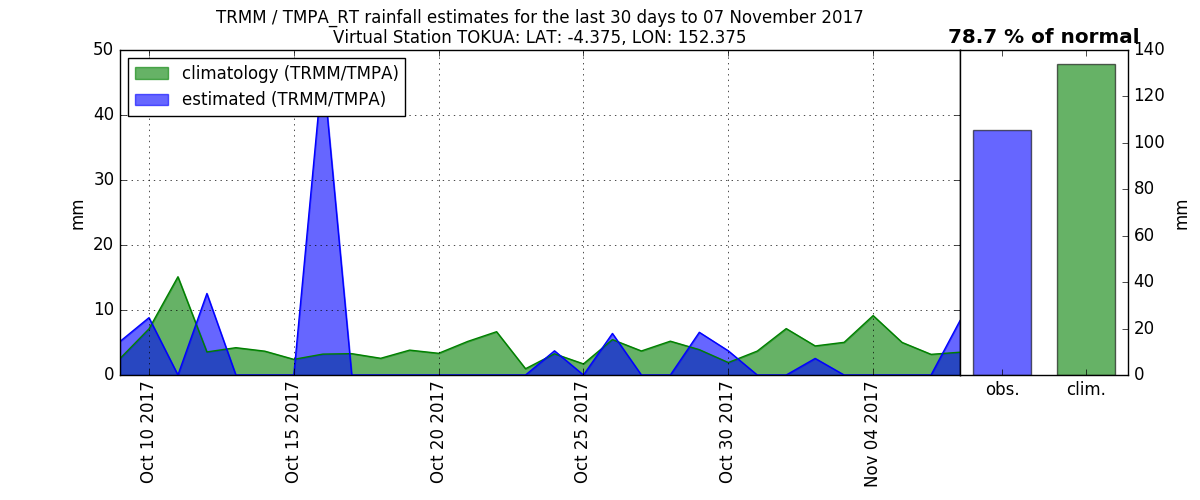 TRMM / TMPA_RT rainfall estimates for the last 30 days to 07 November 2017
Virtual Station TOKUA: LAT: -4.375, LON: 152.375
78.7 % of normal
climatology (TRMM/TMPA)
estimated (TRMM/TMPA)
50
40
30
20
10
0
mm
Oct 10 2017
Oct 15 2017
Oct 20 2017
Oct 25 2017
Oct 30 2017
Nov 04 2017
140
120
100
80
60
40
20
0
mm
obs.
clim.